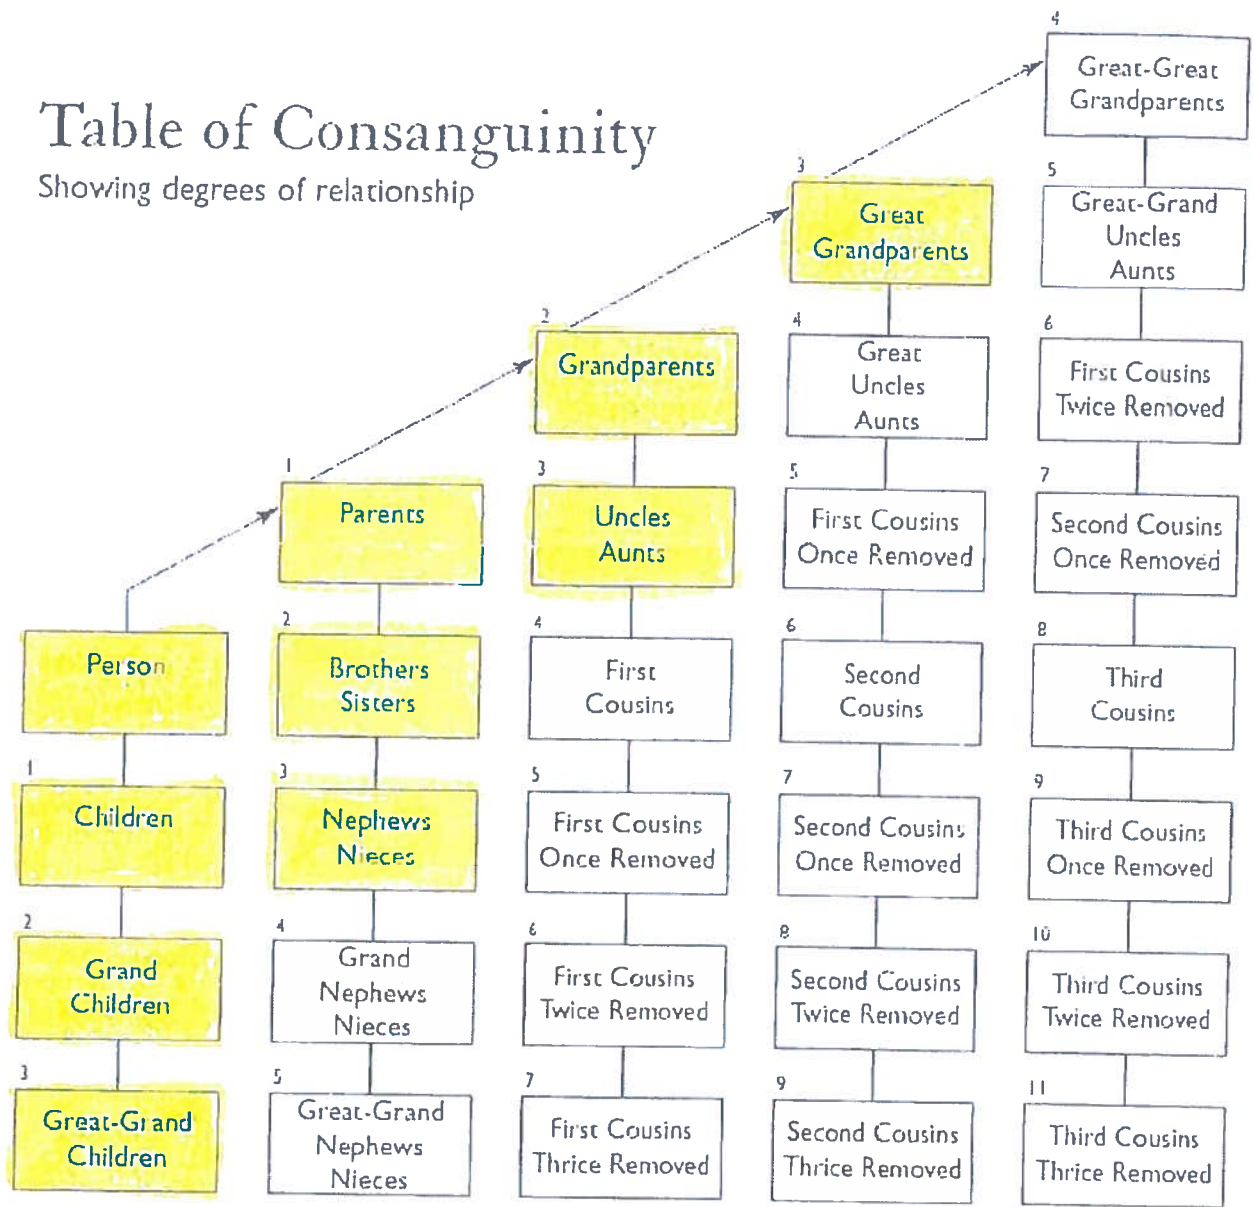 Table of Consanguinity
Showing degrees of relationship
Person
1
Children
2
Grand
Children
3
Great-Grand
Children
1
Parents
2
Brothers
Sisters
3
Nephews
Nieces
4
Grand
Nephews
Nieces
5
Great-Grand
Nephews
Nieces
2
Grandparents
3
Uncles
Aunts
4
First
Cousins
5
First Cousins
Once Removed
6
First Cousins
Twice Removed
7
First Cousins
Thrice Removed
3
Great
Grandparents
4
Great
Uncles
Aunts
5
First Cousins
Once Removed
6
Second
Cousins
7
Second Cousins
Once Removed
8
Second Cousins
Twice Removed
9
Second Cousins
Thrice Removed
4
Great-Great
Grandparents
5
Great-Grand
Uncles
Aunts
6
First Cousins
Twice Removed
7
Second Cousins
Once Removed
8
Third
Cousins
9
Third Cousins
Once Removed
10
Third Cousins
Twice Removed
11
Third Cousins
Thrice Removed